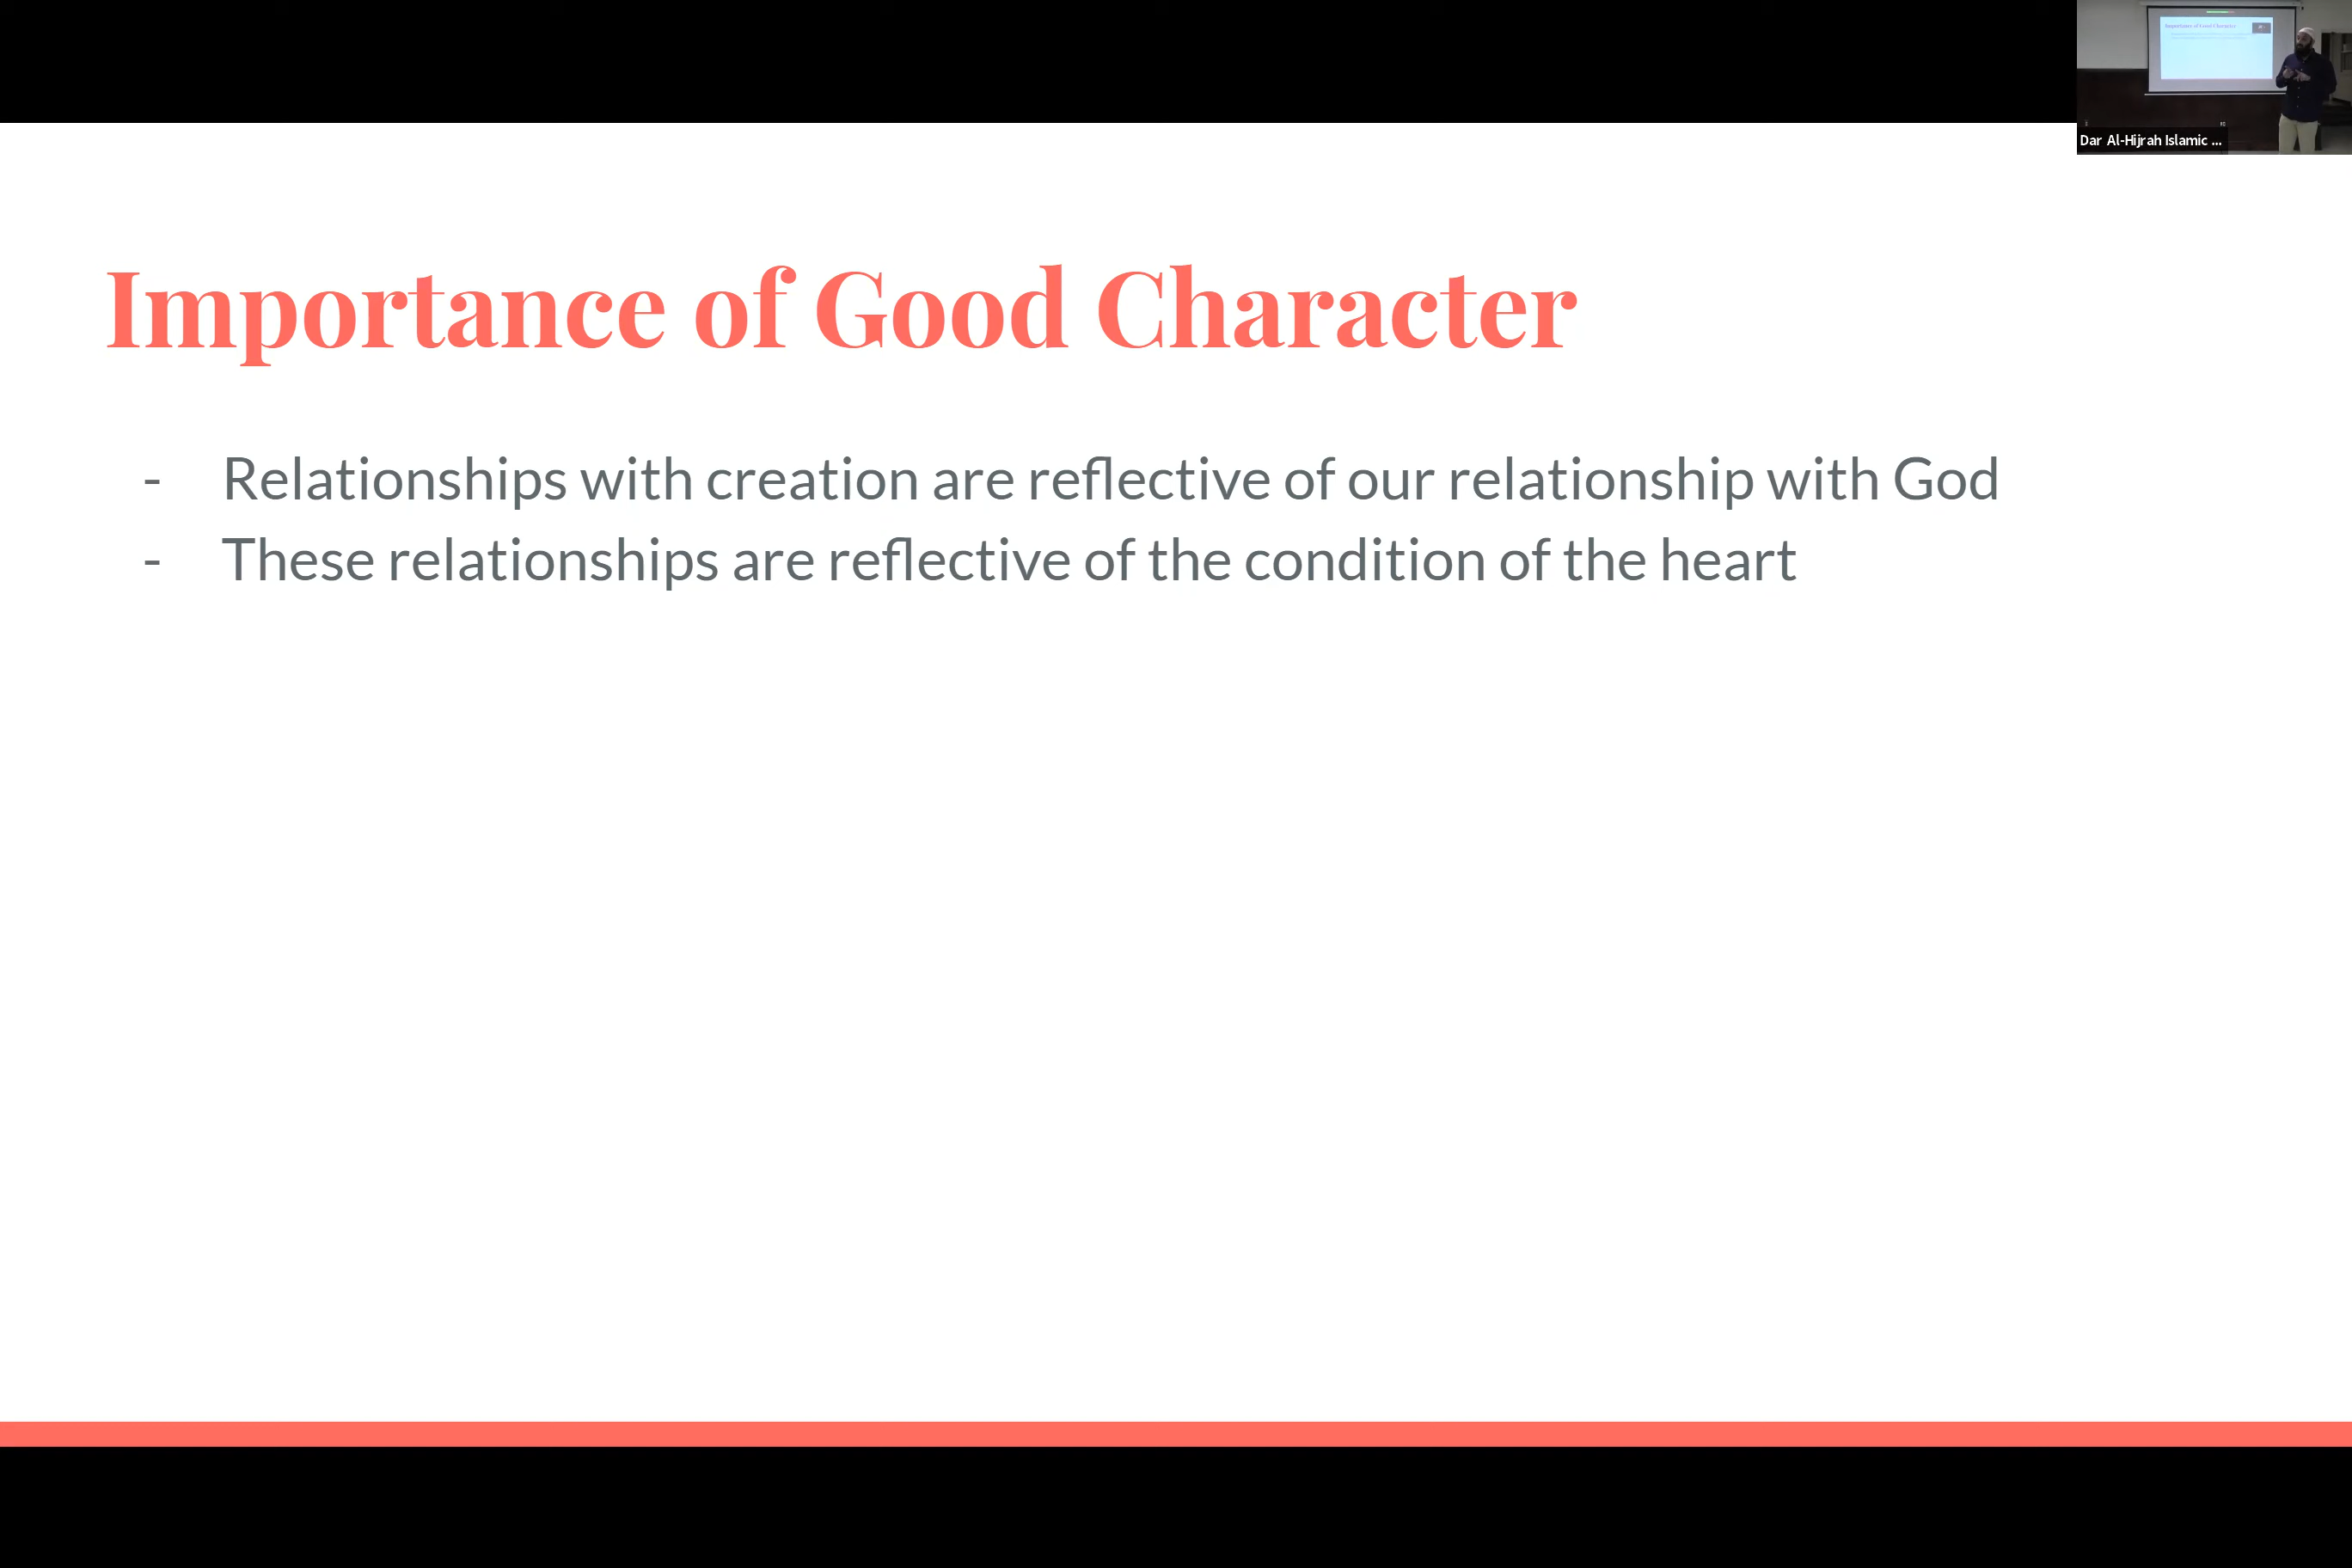 Dar Al-Hijrah Islamic ...
Importance of Good Character
- Relationships with creation are reflective of our relationship with God
- These relationships are reflective of the condition of the heart